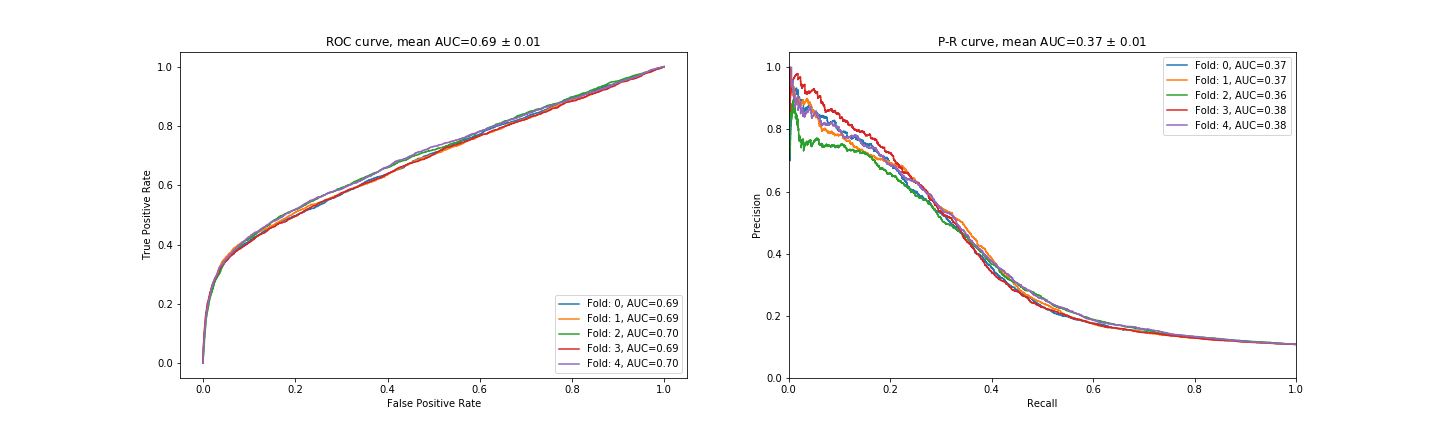 ROC curve, mean AUC=0.69 ± 0.01
True Positive Rate
1.0
0.8
0.6
0.4
0.2
0.0
0.0 0.2 0.4 0.6 0.8 1.0
False Positive Rate
Fold: 0, AUC=0.69
Fold: 1, AUC=0.69
Fold: 2, AUC=0.70
Fold: 3, AUC=0.69
Fold: 4, AUC=0.70
P-R curve, mean AUC=0.37 ± 0.01
Precision
1.0
0.8
0.6
0.4
0.2
0.0
0.0 0.2 0.4 0.6 0.8 1.0
Recall
Fold: 0, AUC=0.37
Fold: 1, AUC=0.37
Fold: 2, AUC=0.36
Fold: 3, AUC=0.38
Fold: 4, AUC=0.38